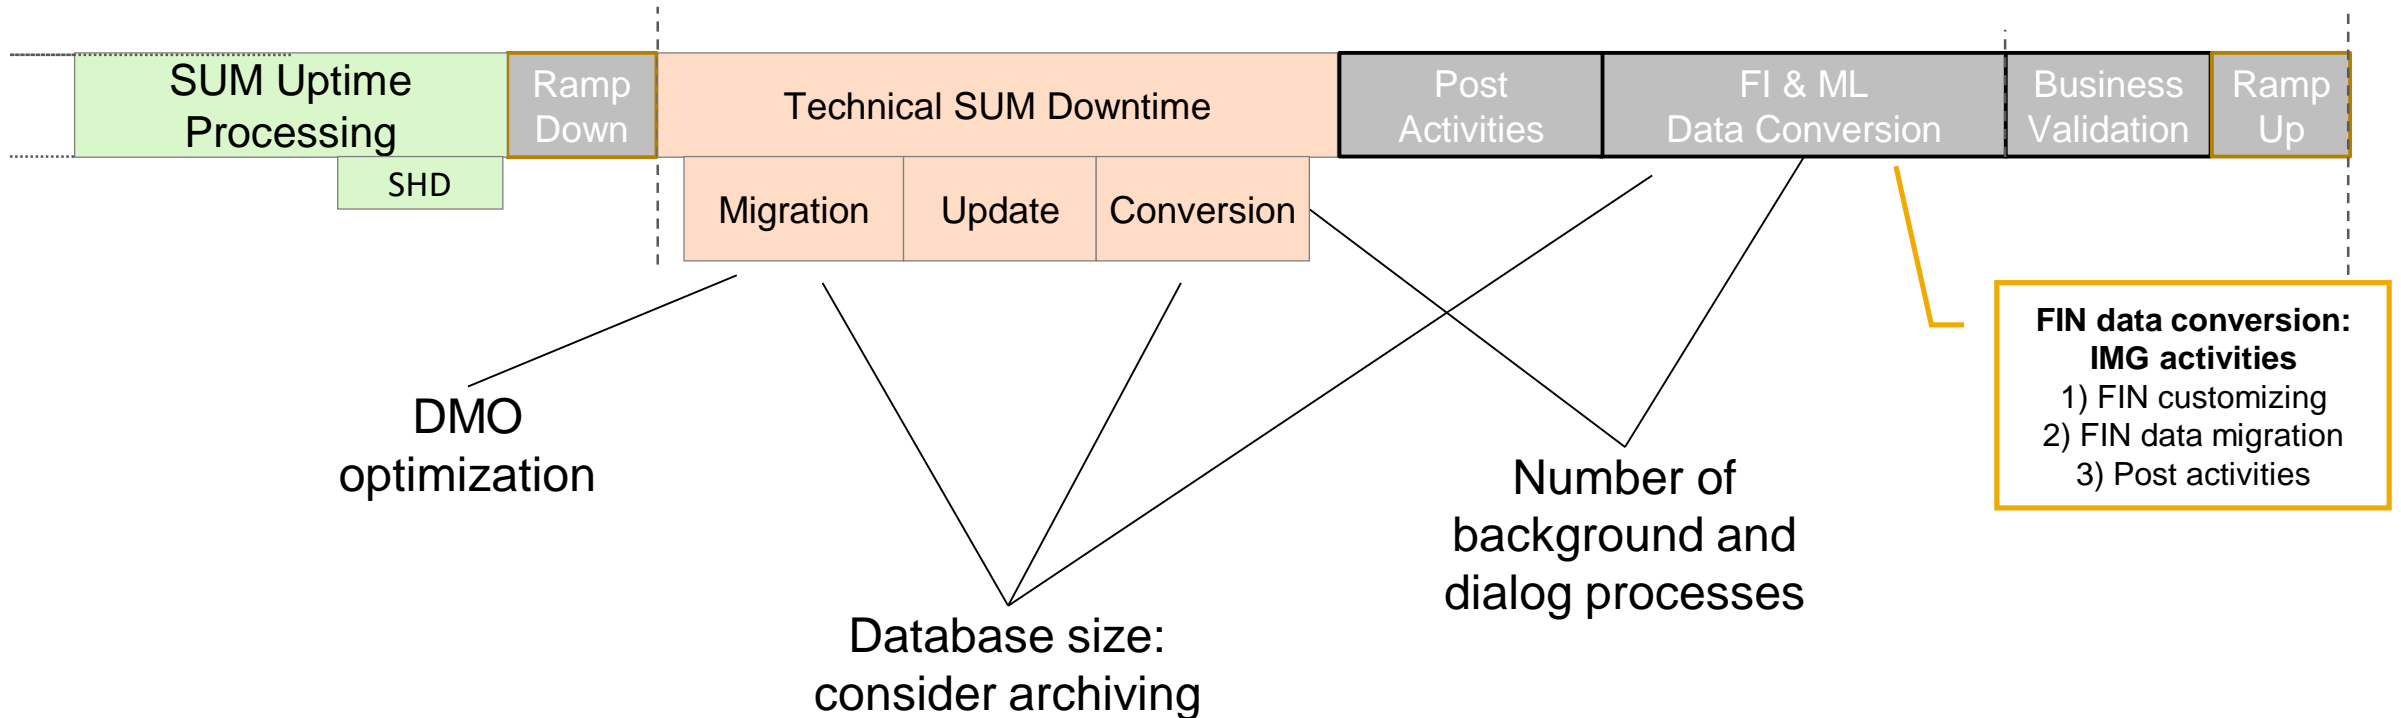 SUM Uptime
Processing
Ramp
Down
Technical SUM Downtime
Post
Activities
FI & ML
Data Conversion
Business
Validation
Ramp
Up
SHD
Migration
Update
Conversion
FIN data conversion:
IMG activities
1) FIN customizing
2) FIN data migration
3) Post activities
DMO
optimization
Number of
background and
dialog processes
Database size:
consider archiving